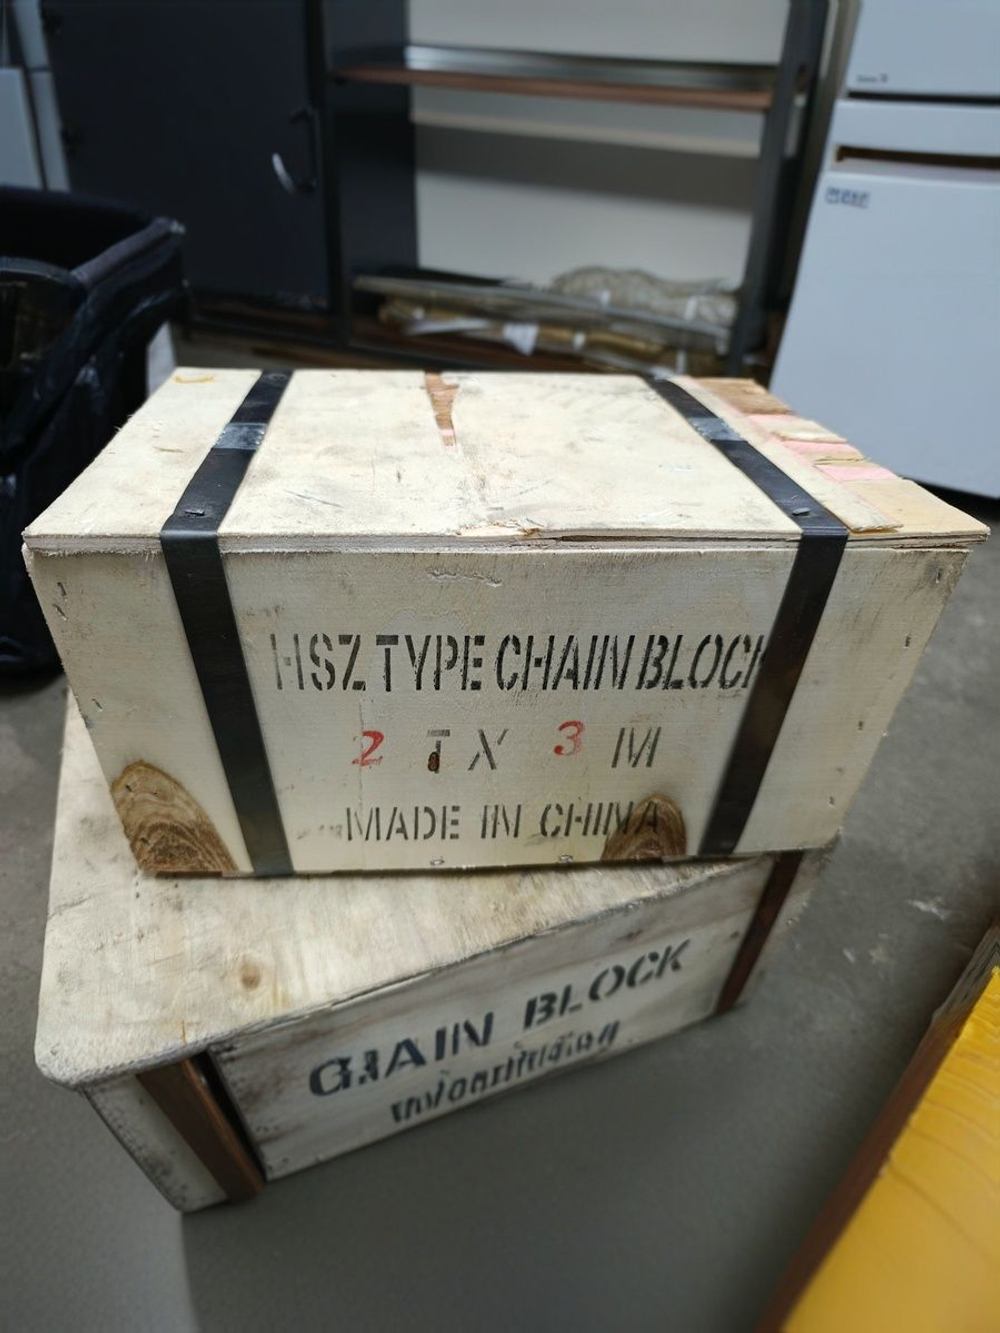 HSZ TYPE CHAIN BLOCK
2 T X 3 M
MADE IN CHINA
CHAIN BLOCK